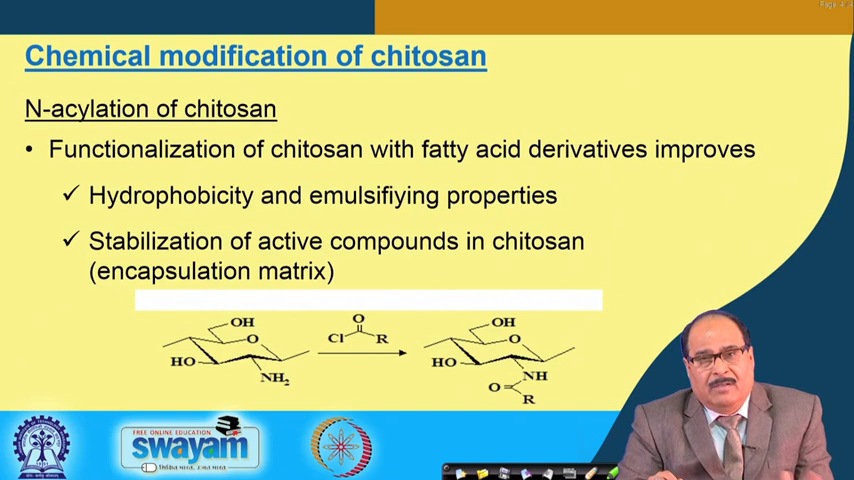 Chemical modification of chitosan
N-acylation of chitosan
• Functionalization of chitosan with fatty acid derivatives improves
✓ Hydrophobicity and emulsifiying properties
✓ Stabilization of active compounds in chitosan
(encapsulation matrix)
OH
O
HO
NH2
O
Cl
R
OH
O
HO
NH
O
R
FREE ONLINE EDUCATION
swayam